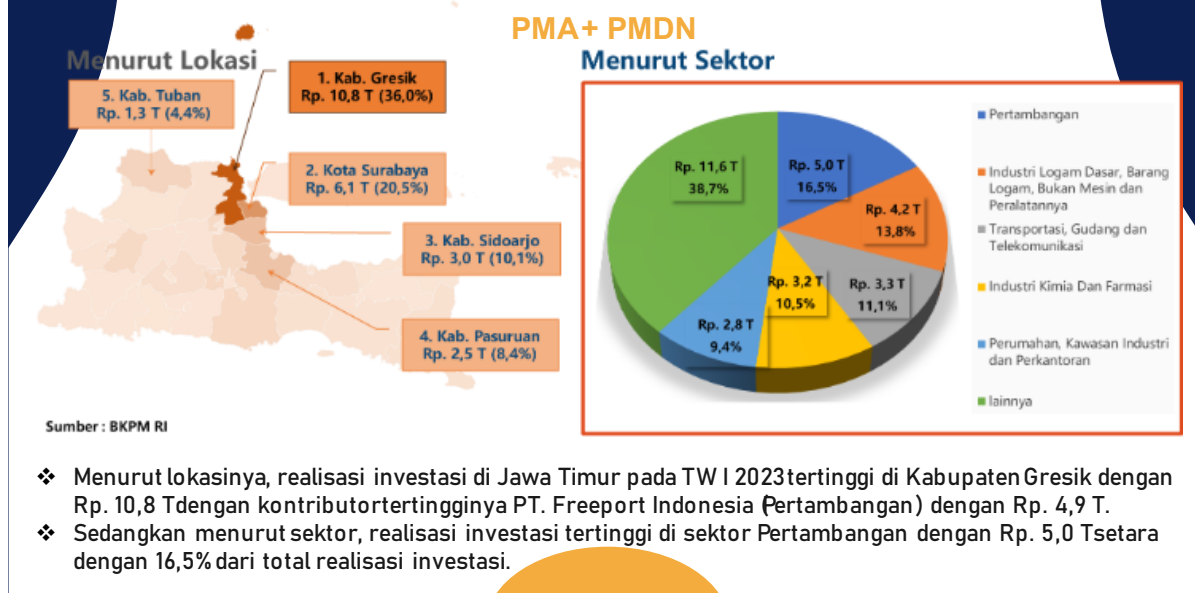 PMA+ PMDN
Menurut Lokasi
1. Kab. Gresik
Rp. 10,8 T (36,0%)
5. Kab. Tuban
Rp. 1,3 T (4,4%)
2. Kota Surabaya
Rp. 6,1 T (20,5%)
3. Kab. Sidoarjo
Rp. 3,0 T (10,1%)
4. Kab. Pasuruan
Rp. 2,5 T (8,4%)
Sumber : BKPM RI
Menurut Sektor
Rp. 11,6 T
38,7%
Rp. 5,0 T
16,5%
Rp. 4,2 T
13,8%
Rp. 3,3 T
11,1%
Rp. 3,2 T
10,5%
Rp. 2,8 T
9,4%
Pertambangan
Industri Logam Dasar, Barang
Logam, Bukan Mesin dan
Peralatannya
Transportasi, Gudang dan
Telekomunikasi
Industri Kimia Dan Farmasi
Perumahan, Kawasan Industri
dan Perkantoran
lainnya
❖ Menurut lokasinya, realisasi investasi di Jawa Timur pada TW I 2023tertinggi di Kabupaten Gresik dengan
Rp. 10,8 Tdengan kontributortertingginya PT. Freeport Indonesia (Pertambangan) dengan Rp. 4,9 T.
❖ Sedangkan menurut sektor, realisasi investasi tertinggi di sektor Pertambangan dengan Rp. 5,0 Tsetara
dengan 16,5% dari total realisasi investasi.